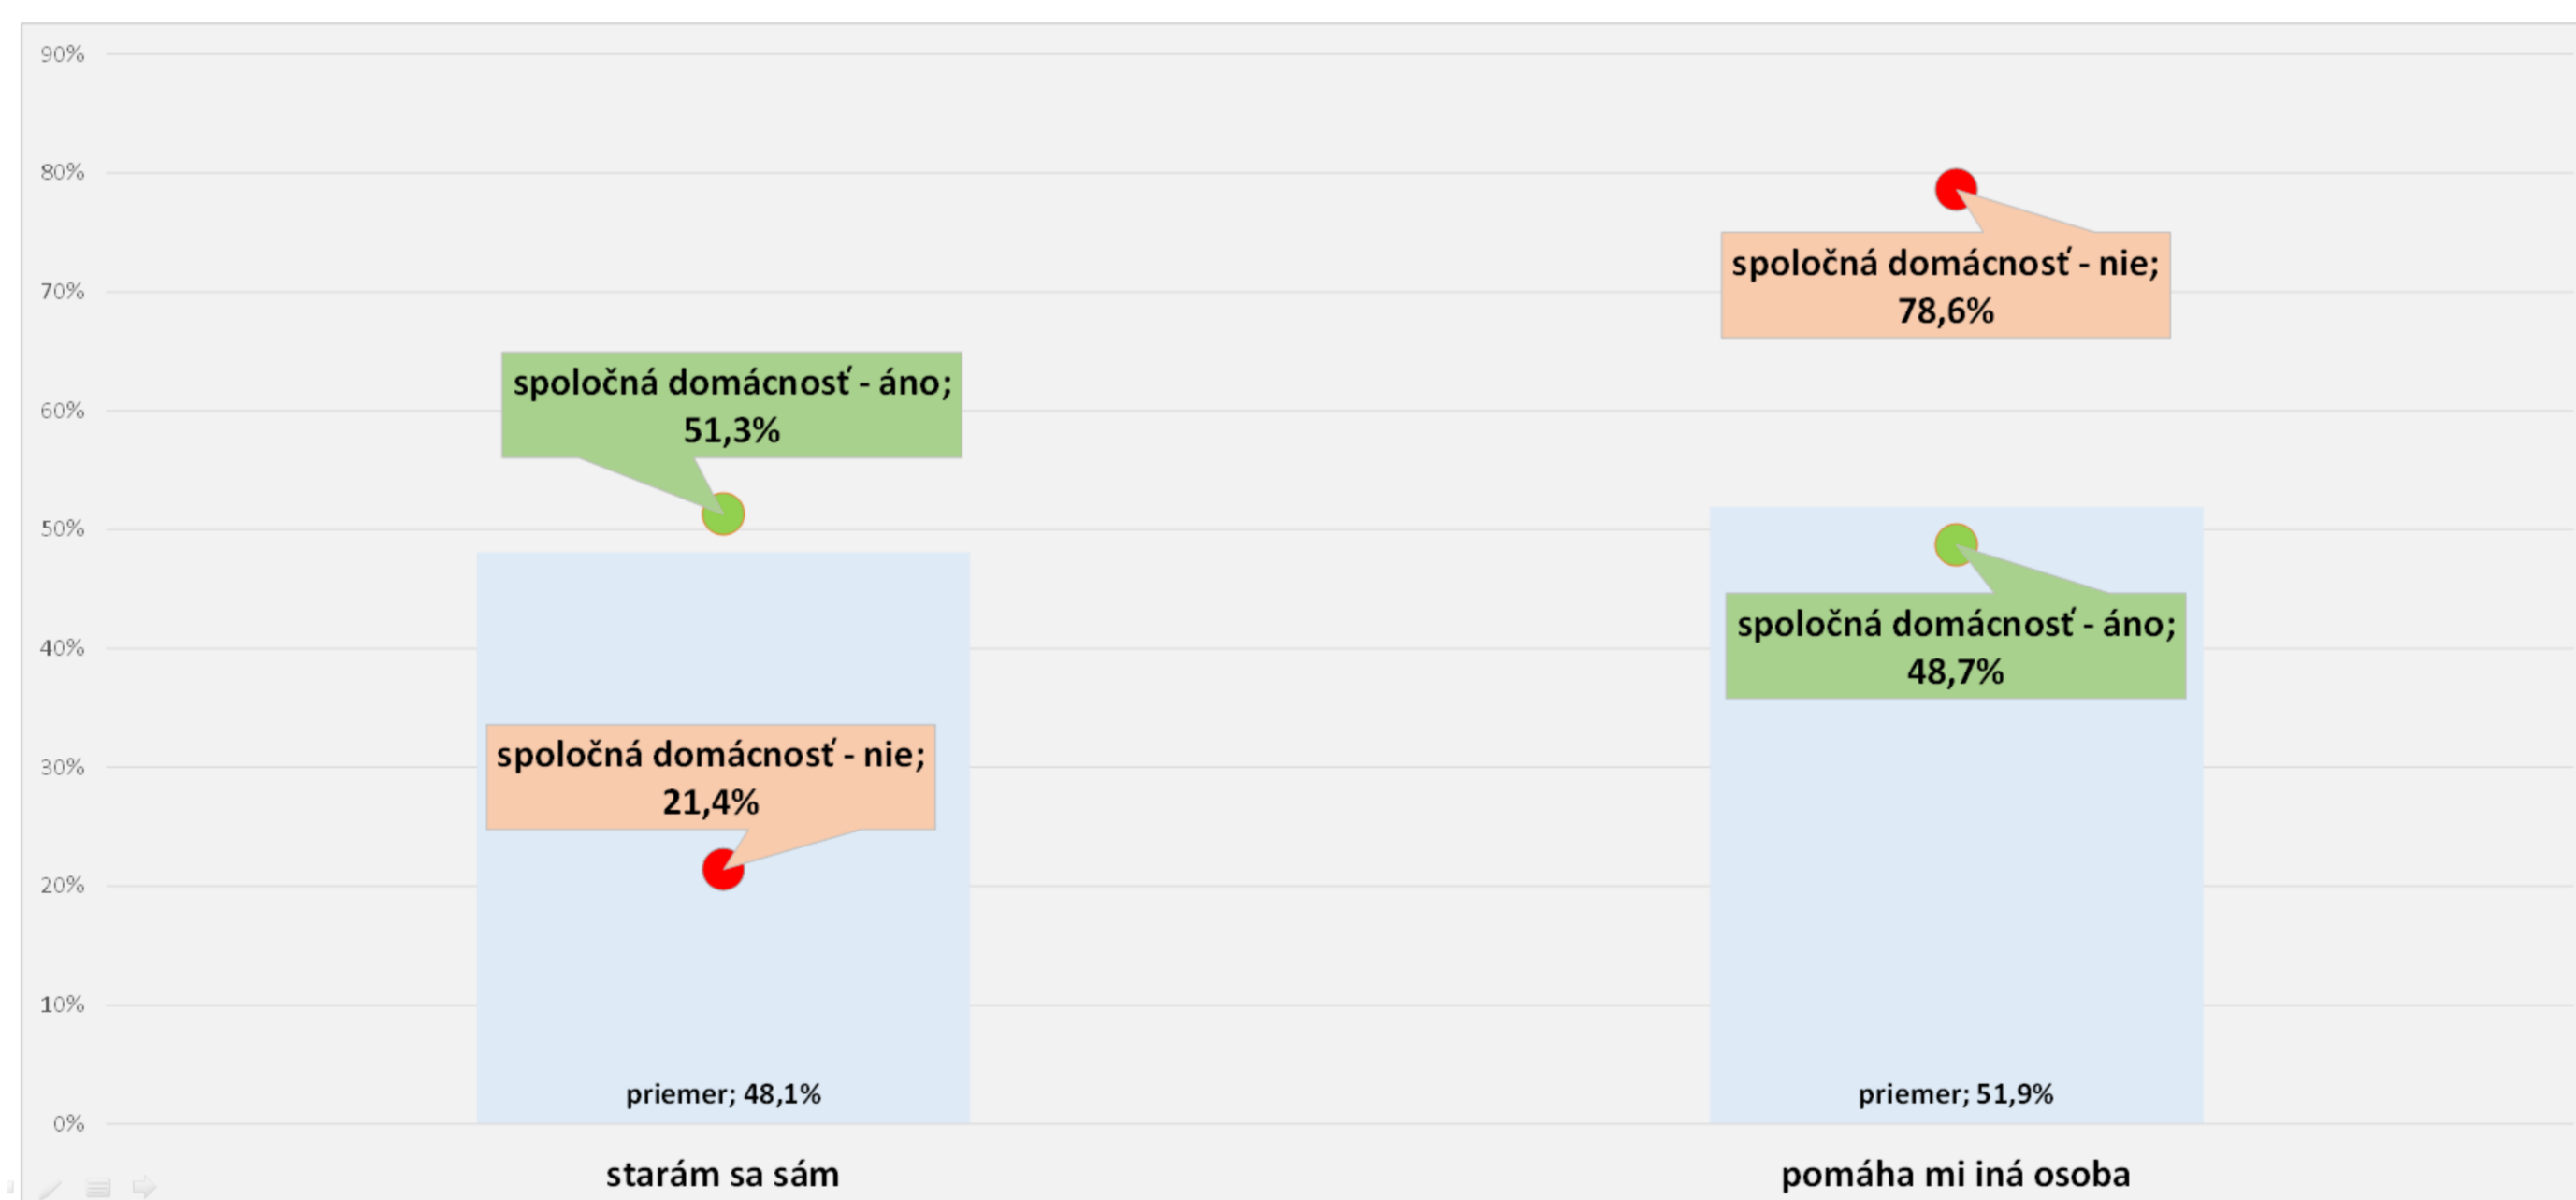 90%
80%
70%
60%
50%
40%
30%
20%
10%
0%
spoločná domácnosť - áno;
51,3%
spoločná domácnosť - nie;
21,4%
priemer; 48,1%
starám sa sám
spoločná domácnosť - nie;
78,6%
spoločná domácnosť - áno;
48,7%
priemer; 51,9%
pomáha mi iná osoba